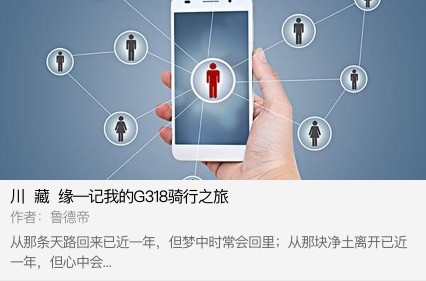 川 藏 缘—记我的G318骑行之旅
作者：鲁德帝
从那条天路回来已近一年，但梦中时常会回里；从那块净土离开已近
一年，但心中会...